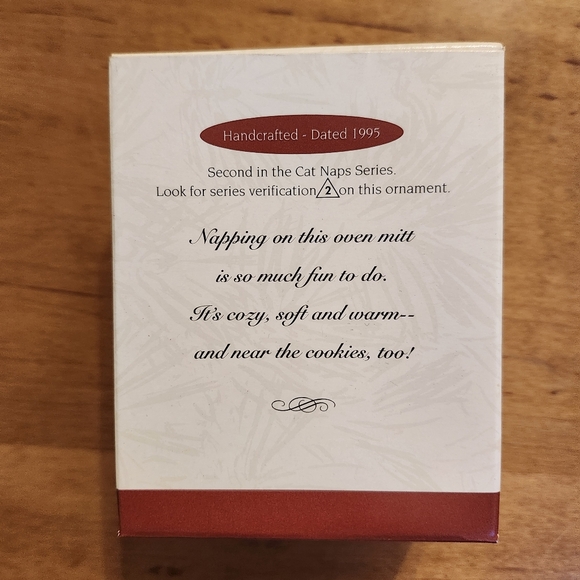 Handcrafted - Dated 1995
Second in the Cat Naps Series.
Look for series verification 2 on this ornament.
Napping on this oven mitt
is so much fun to do.
It's cozy, soft and warm--
and near the cookies, too!